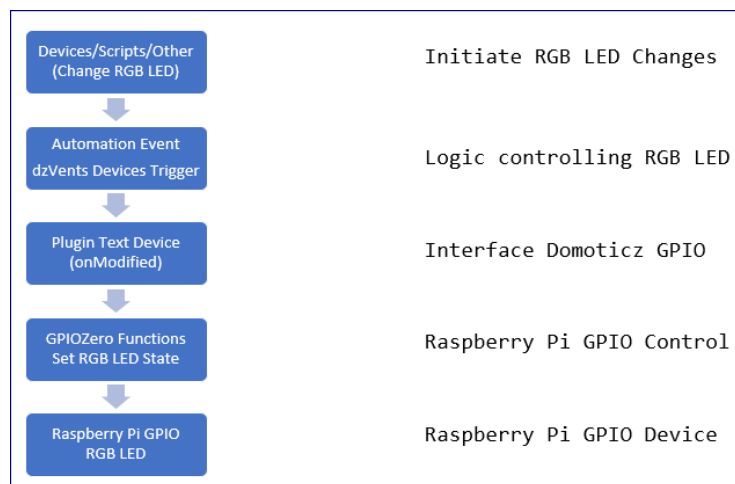 Devices/Scripts/Other
(Change RGB LED)
Initiate RGB LED Changes
Automation Event
dzVents Devices Trigger
Logic controlling RGB LED
Plugin Text Device
(onModified)
Interface Domoticz GPIO
GPIOZero Functions
Set RGB LED State
Raspberry Pi GPIO Control
Raspberry Pi GPIO
RGB LED
Raspberry Pi GPIO Device